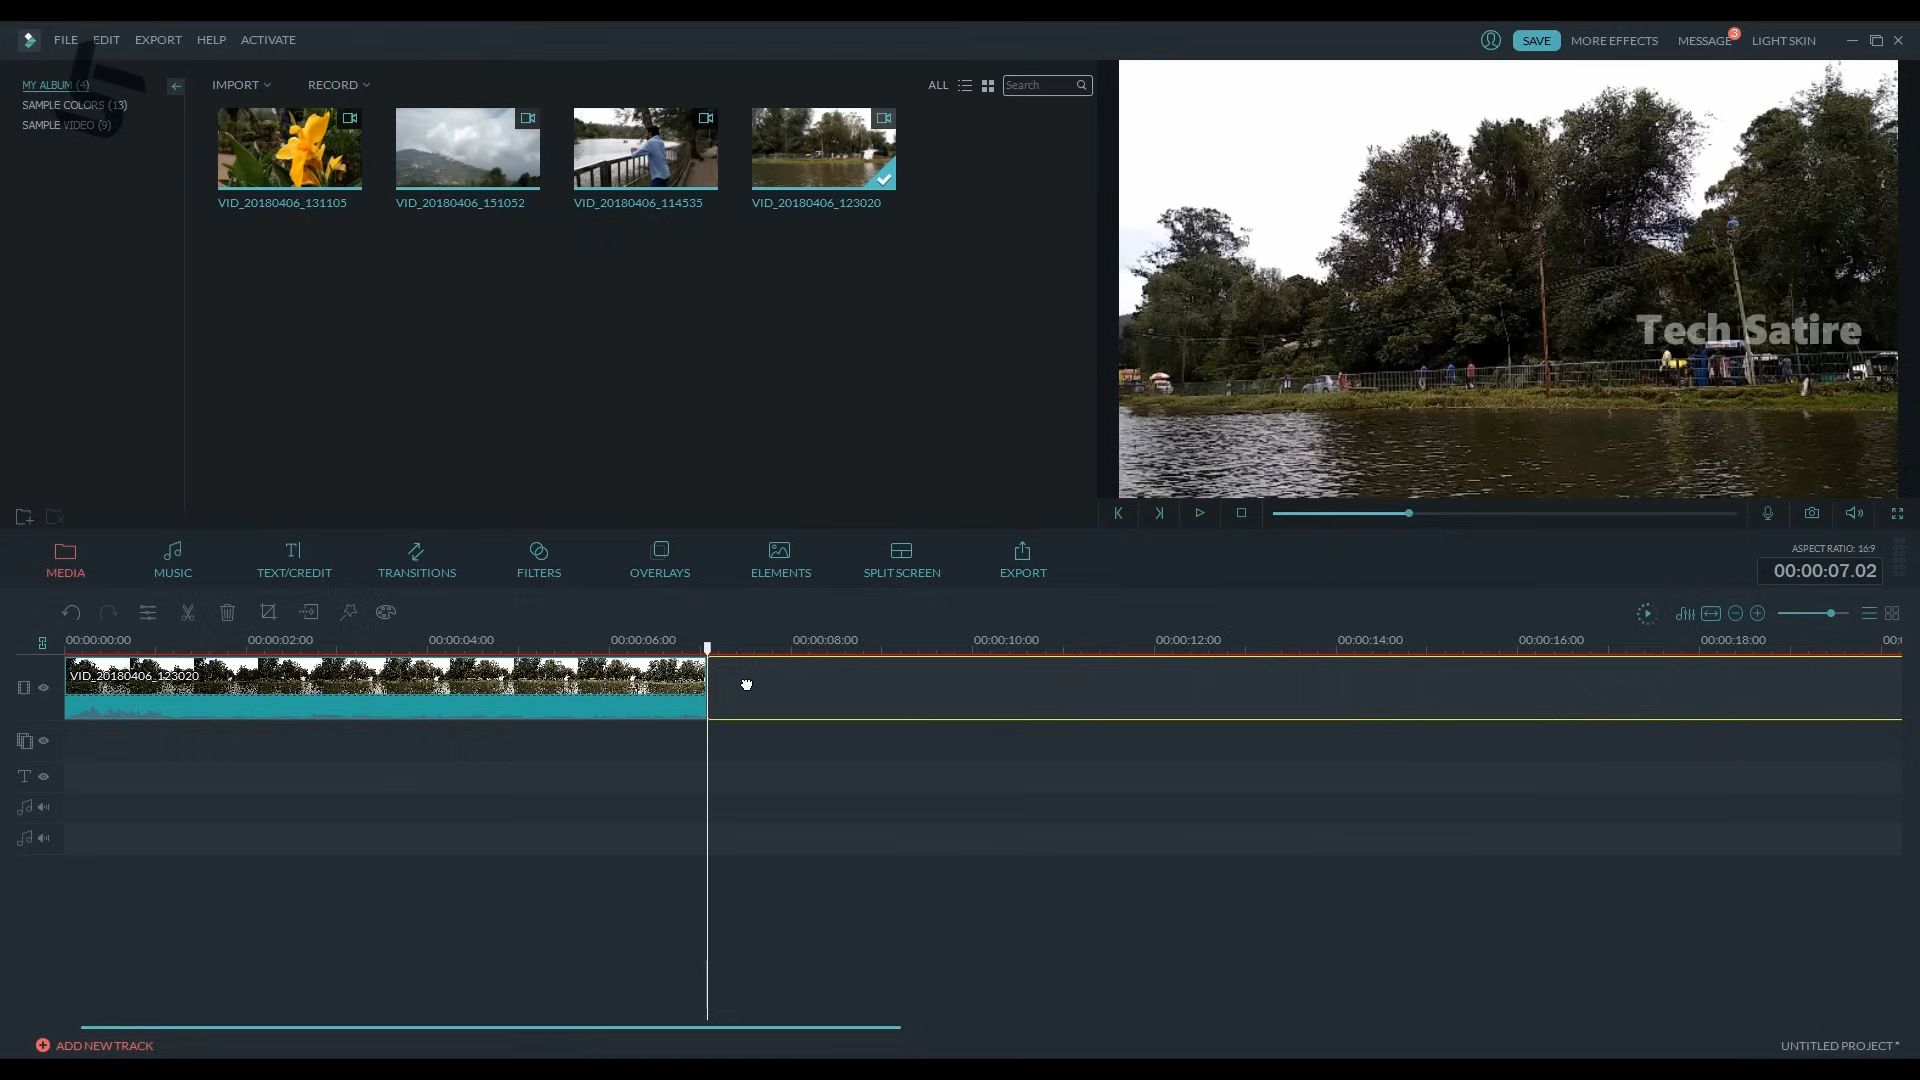 FILE EDIT EXPORT HELP ACTIVATE
SAVE MORE EFFECTS MESSAGE 3 LIGHT SKIN
MY ALBUM (4)
SAMPLE COLORS (13)
SAMPLE VIDEO (9)
IMPORT RECORD ALL Search
VID_20180406_131105 VID_20180406_151052 VID_20180406_114535 VID_20180406_123020
Tech Satire
MEDIA MUSIC TEXT/CREDIT TRANSITIONS FILTERS OVERLAYS ELEMENTS SPLIT SCREEN EXPORT
ASPECT RATIO: 16:9
00:00:07.02
00:00:00:00 00:00:02:00 00:00:04:00 00:00:06:00 00:00:08:00 00:00:10:00 00:00:12:00 00:00:14:00 00:00:16:00 00:00:18:00
VID_20180406_123020
ADD NEW TRACK
UNTITLED PROJECT *